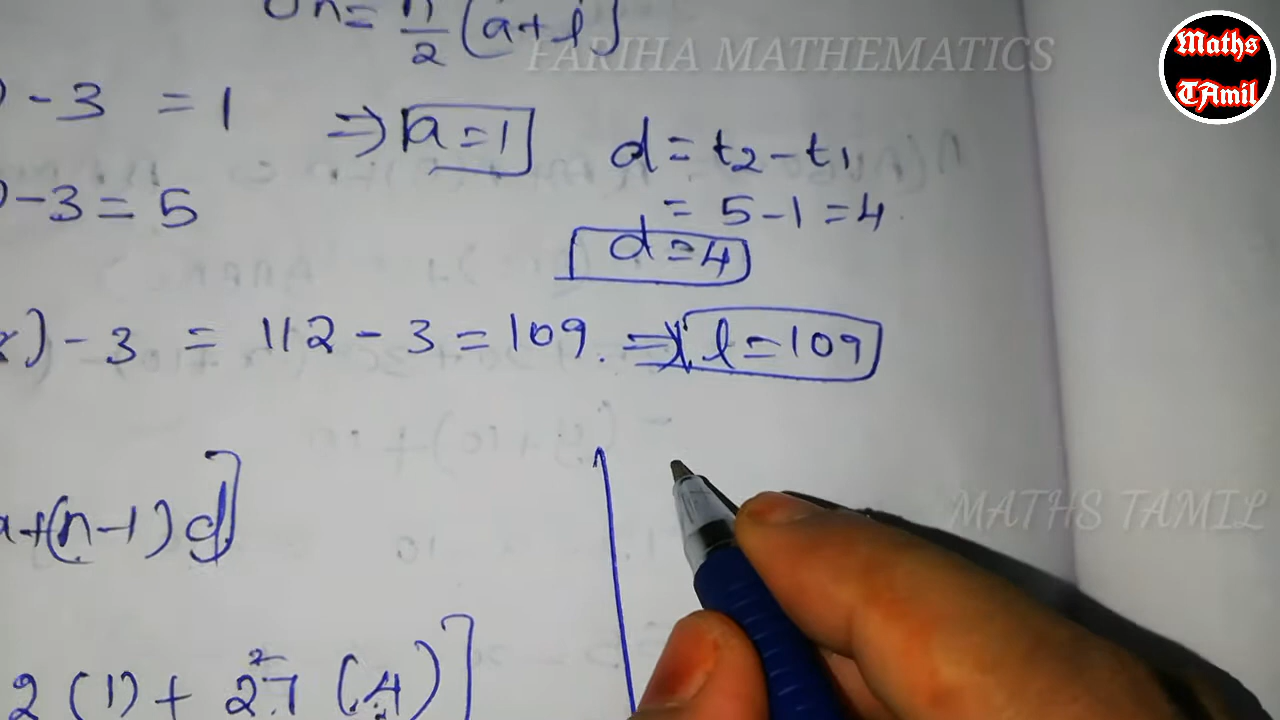 Sn = n/2 (a+l)
FARIHA MATHEMATICS
Maths
TAmil
) - 3 = 1 ⇒ a = 1
d = t2 - t1
) - 3 = 5
= 5 - 1 = 4
d = 4
) - 3 = 112 - 3 = 109. ⇒ l = 109
a+(n-1)d]
MATHS TAMIL
2(1) + 27(4)]